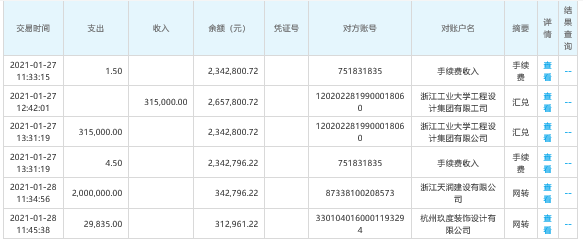 交易时间 支出 收入 余额（元） 凭证号 对方账号 对账户名 摘要 详情 结果查询
2021-01-27 11:33:15 1.50 2,342,800.72 751831835 手续费收入 手续费 查看 --
2021-01-27 12:42:01 315,000.00 2,657,800.72 1202022819900018060 浙江工业大学工程设计集团有限工司 汇兑 查看 --
2021-01-27 13:31:19 315,000.00 2,342,800.72 1202022819900018060 浙江工业大学工程设计集团有限公司 汇兑 查看 --
2021-01-27 13:31:19 4.50 2,342,796.22 751831835 手续费收入 手续费 查看 --
2021-01-28 11:34:56 2,000,000.00 342,796.22 87338100208573 浙江天润建设有限公司 网转 查看 --
2021-01-28 11:45:38 29,835.00 312,961.22 3301040160001193294 杭州玖度装饰设计有限公司 网转 查看 --